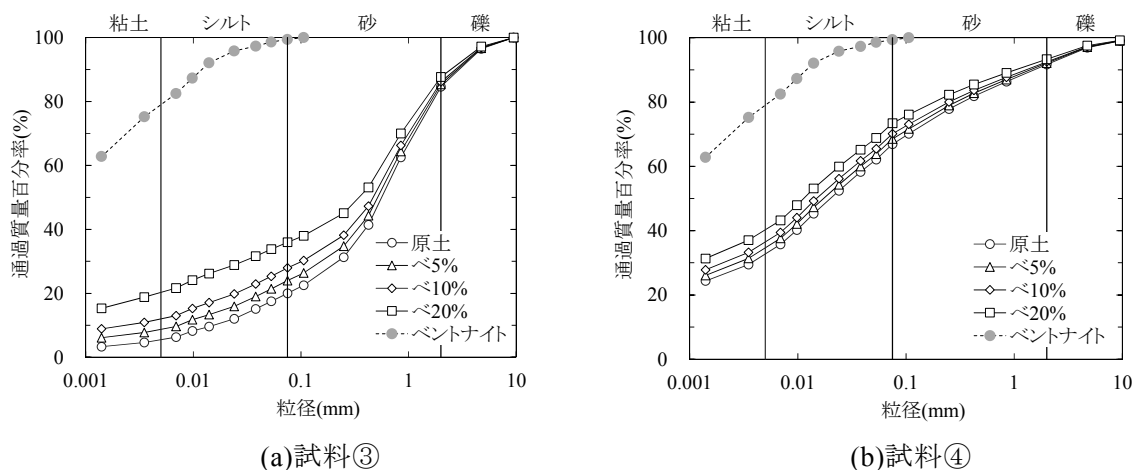 粘土 シルト 砂 礫
100
80
60
40
20
0
0.001 0.01 0.1 1 10
通過質量百分率(%)
粒径(mm)
原土
ベ5%
ベ10%
ベ20%
ベントナイト
(a)試料③
粘土 シルト 砂 礫
100
80
60
40
20
0
0.001 0.01 0.1 1 10
通過質量百分率(%)
粒径(mm)
原土
ベ5%
ベ10%
ベ20%
ベントナイト
(b)試料④